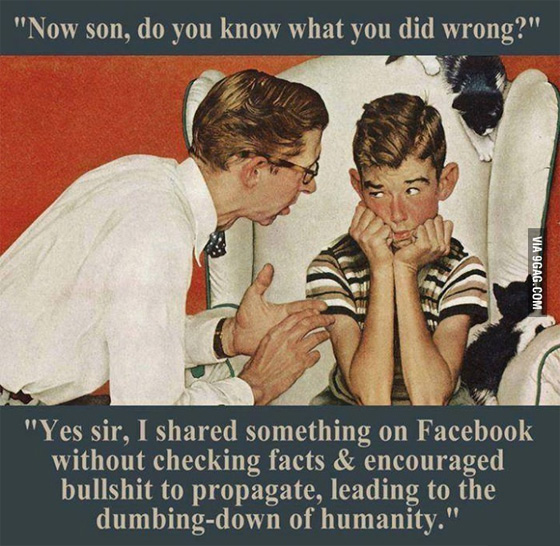 "Now son, do you know what you did wrong?"
VIA 9GAG.COM
"Yes sir, I shared something on Facebook
without checking facts & encouraged
bullshit to propagate, leading to the
dumbing-down of humanity."